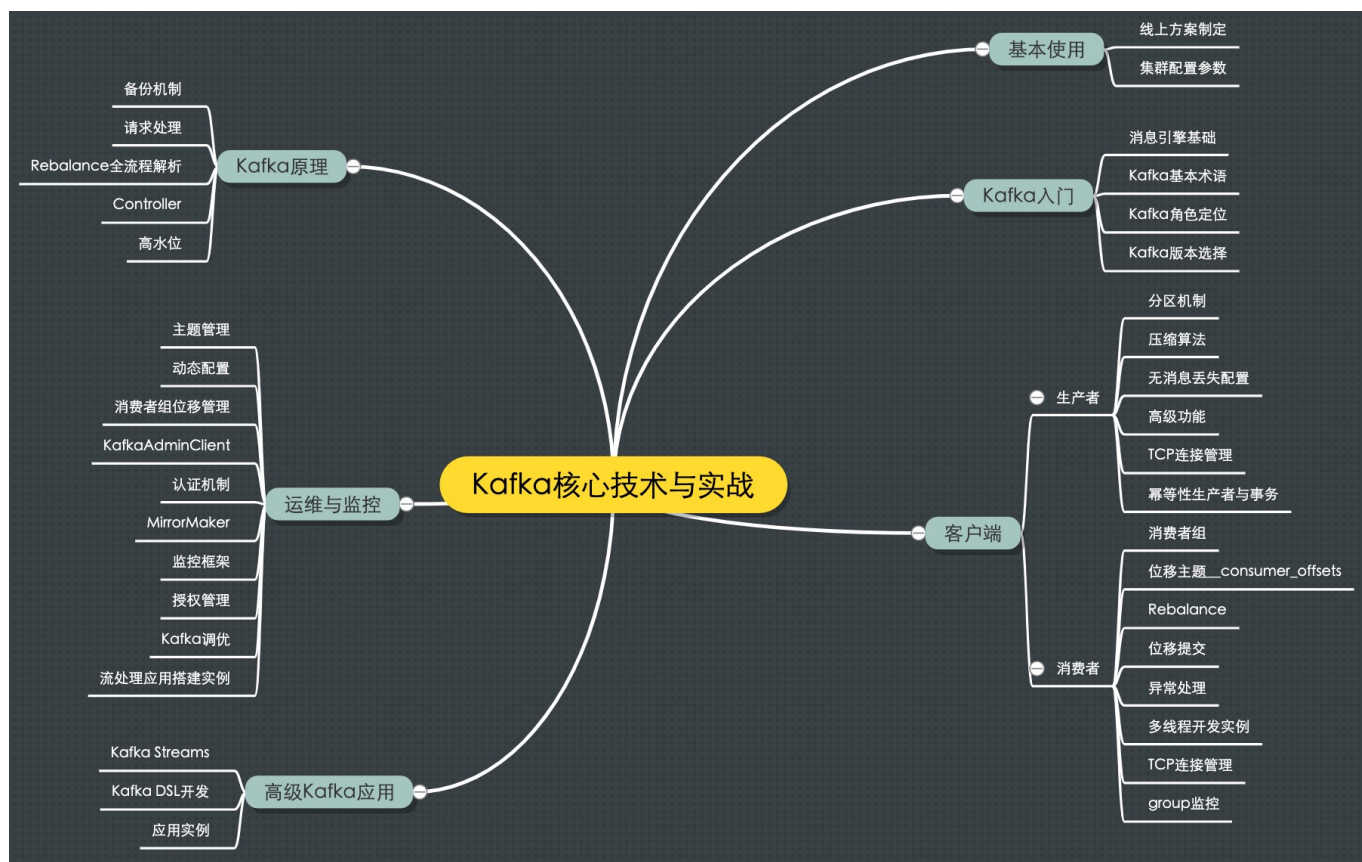 Kafka核心技术与实战
基本使用
线上方案制定
集群配置参数
Kafka入门
消息引擎基础
Kafka基本术语
Kafka角色定位
Kafka版本选择
客户端
生产者
分区机制
压缩算法
无消息丢失配置
高级功能
TCP连接管理
幂等性生产者与事务
消费者
消费者组
位移主题__consumer_offsets
Rebalance
位移提交
异常处理
多线程开发实例
TCP连接管理
group监控
Kafka原理
备份机制
请求处理
Rebalance全流程解析
Controller
高水位
运维与监控
主题管理
动态配置
消费者组位移管理
KafkaAdminClient
认证机制
MirrorMaker
监控框架
授权管理
Kafka调优
流处理应用搭建实例
高级Kafka应用
Kafka Streams
Kafka DSL开发
应用实例